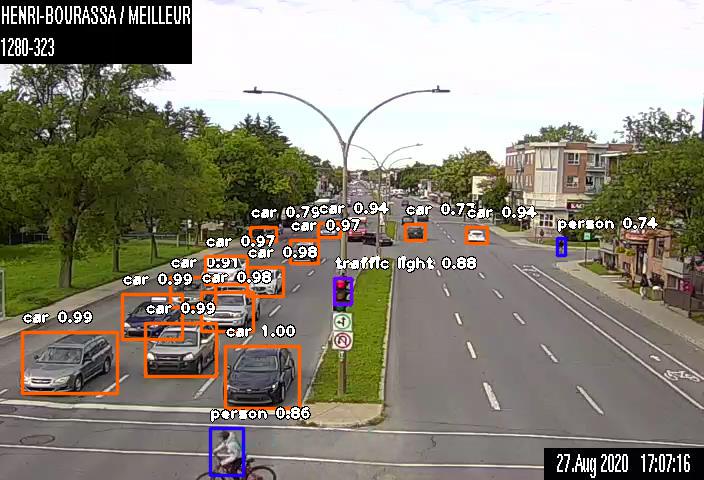 HENRI-BOURASSA / MEILLEUR
1280-323
car 0.79
car 0.94
car 0.77
car 0.94
car 0.97
person 0.74
car 0.97
car 0.98
car 0.91
traffic light 0.88
car 0.99
car 0.98
car 0.99
car 0.99
car 1.00
person 0.86
27.Aug 2020 17:07:16